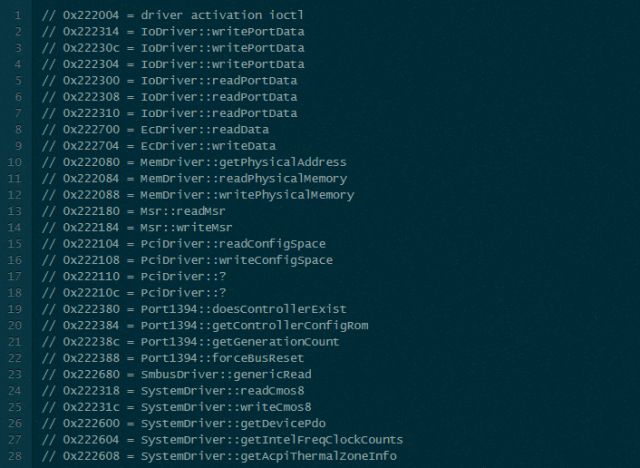 1 // 0x222004 = driver activation ioctl
2 // 0x222314 = IoDriver::writePortData
3 // 0x22230c = IoDriver::writePortData
4 // 0x222304 = IoDriver::writePortData
5 // 0x222300 = IoDriver::readPortData
6 // 0x222308 = IoDriver::readPortData
7 // 0x222310 = IoDriver::readPortData
8 // 0x222700 = EcDriver::readData
9 // 0x222704 = EcDriver::writeData
10 // 0x222080 = MemDriver::getPhysicalAddress
11 // 0x222084 = MemDriver::readPhysicalMemory
12 // 0x222088 = MemDriver::writePhysicalMemory
13 // 0x222180 = Msr::readMsr
14 // 0x222184 = Msr::writeMsr
15 // 0x222104 = PciDriver::readConfigSpace
16 // 0x222108 = PciDriver::writeConfigSpace
17 // 0x222110 = PciDriver::?
18 // 0x22210c = PciDriver::?
19 // 0x222380 = Port1394::doesControllerExist
20 // 0x222384 = Port1394::getControllerConfigRom
21 // 0x22238c = Port1394::getGenerationCount
22 // 0x222388 = Port1394::forceBusReset
23 // 0x222680 = SmbusDriver::genericRead
24 // 0x222318 = SystemDriver::readCmos8
25 // 0x22231c = SystemDriver::writeCmos8
26 // 0x222600 = SystemDriver::getDevicePdo
27 // 0x222604 = SystemDriver::getIntelFreqClockCounts
28 // 0x222608 = SystemDriver::getAcpiThermalZoneInfo